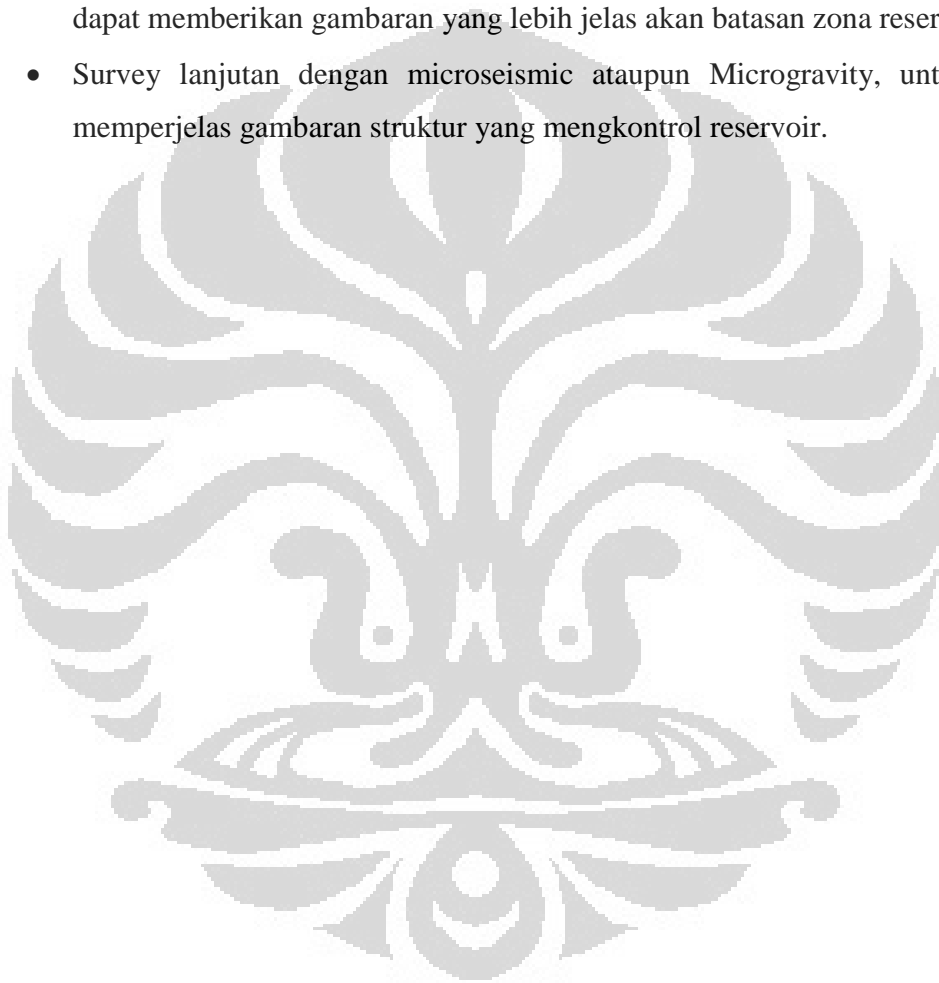 dapat memberikan gambaran yang lebih jelas akan batasan zona reser
• Survey lanjutan dengan microseismic ataupun Microgravity, unt
memperjelas gambaran struktur yang mengkontrol reservoir.